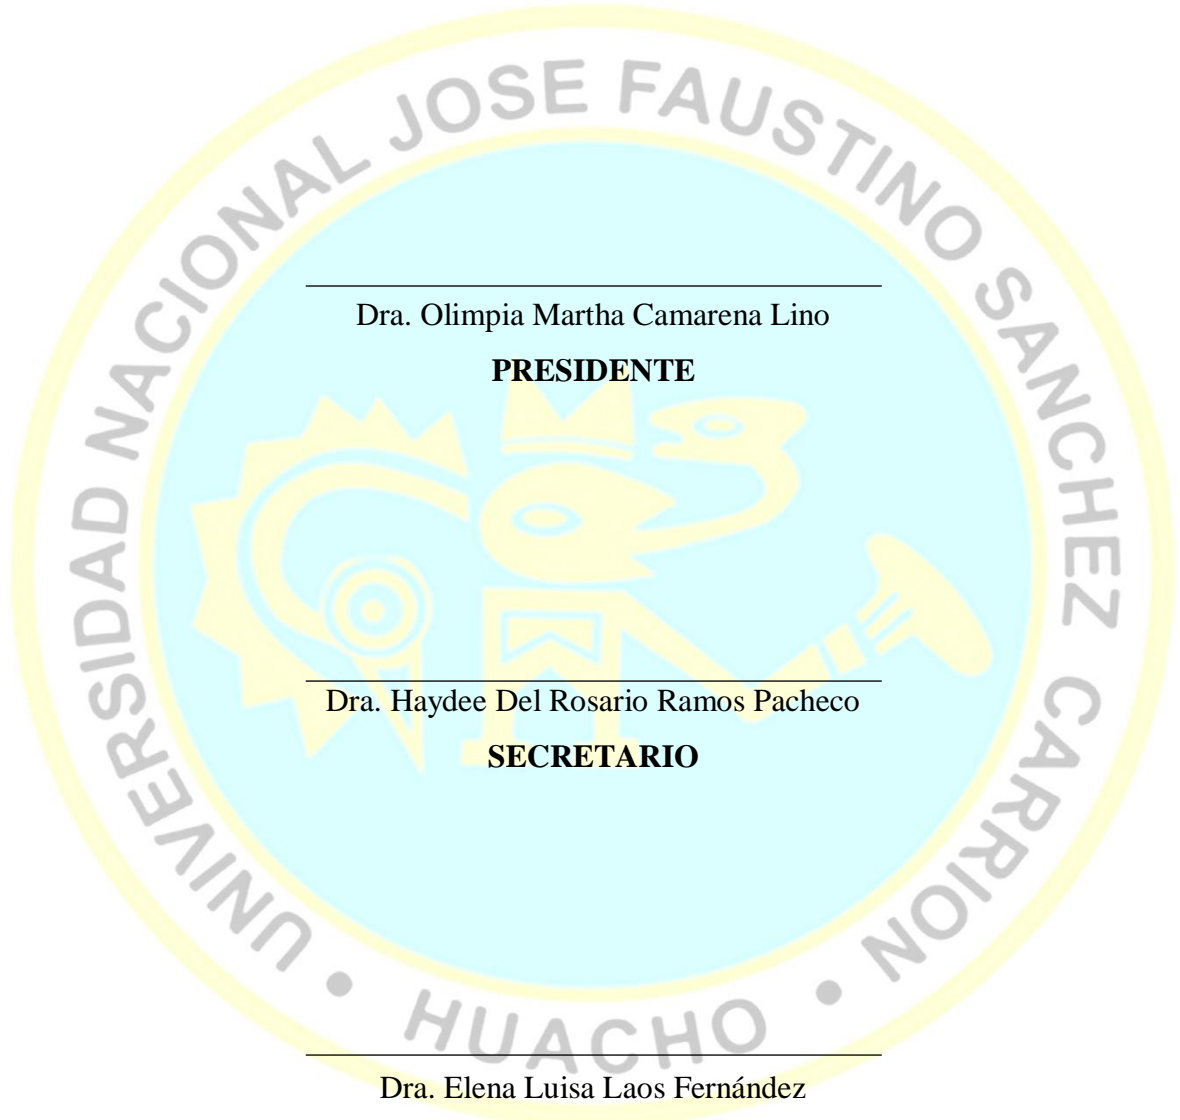 UNIVERSIDAD NACIONAL JOSE FAUSTINO SANCHEZ CARRION
• HUACHO •
Dra. Olimpia Martha Camarena Lino
PRESIDENTE
Dra. Haydee Del Rosario Ramos Pacheco
SECRETARIO
Dra. Elena Luisa Laos Fernández